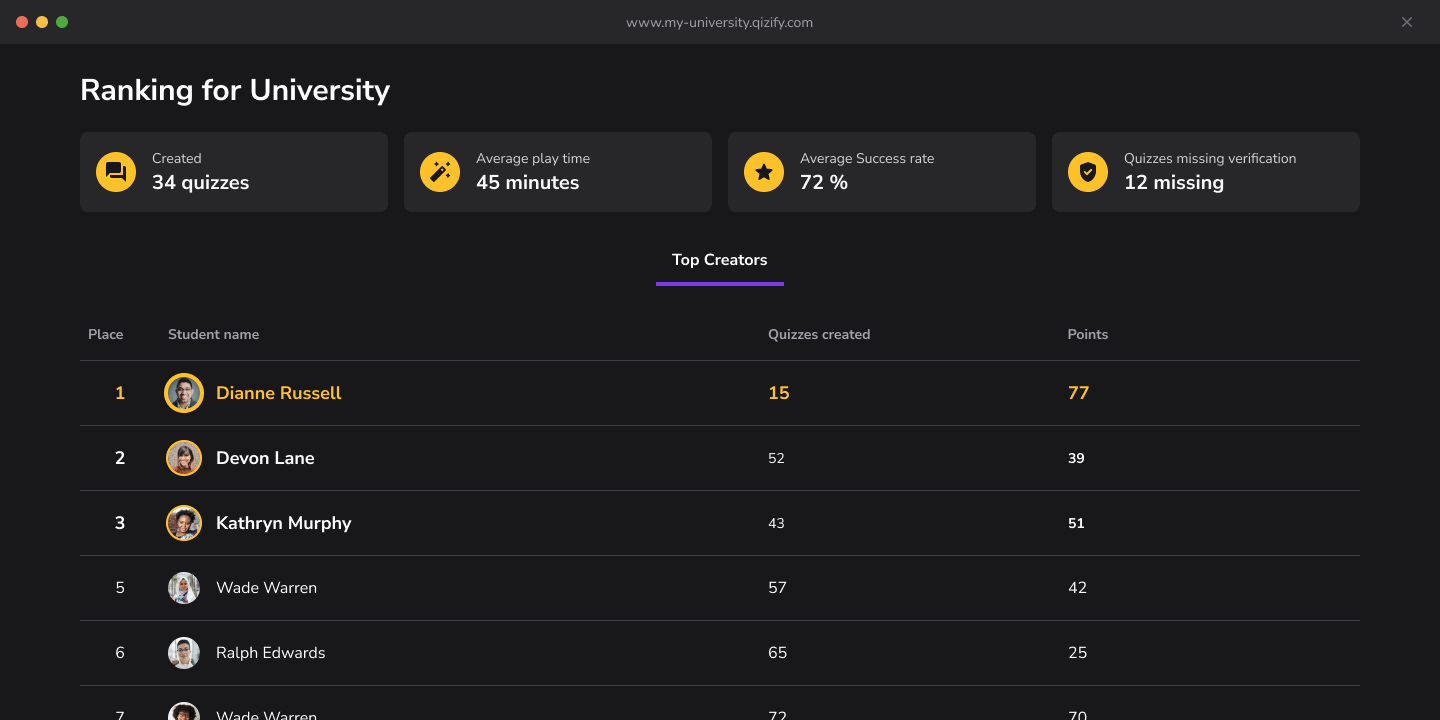 www.my-university.qizify.com
Ranking for University
Created
34 quizzes
Average play time
45 minutes
Average Success rate
72 %
Quizzes missing verification
12 missing
Top Creators
Place Student name Quizzes created Points
1 Dianne Russell 15 77
2 Devon Lane 52 39
3 Kathryn Murphy 43 51
5 Wade Warren 57 42
6 Ralph Edwards 65 25
7 Wade Warren 72 70